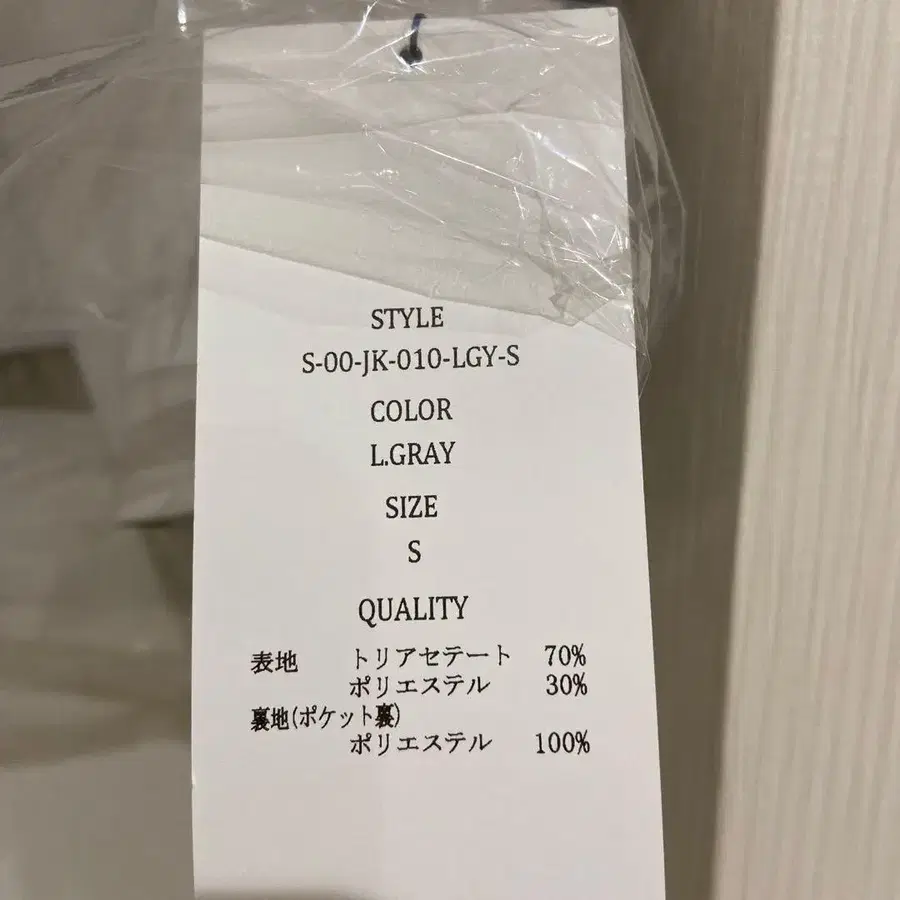 STYLE
S-00-JK-010-LGY-S
COLOR
L.GRAY
SIZE
S
QUALITY
表地 トリアセテート 70%
ポリエステル 30%
裏地(ポケット裏)
ポリエステル 100%